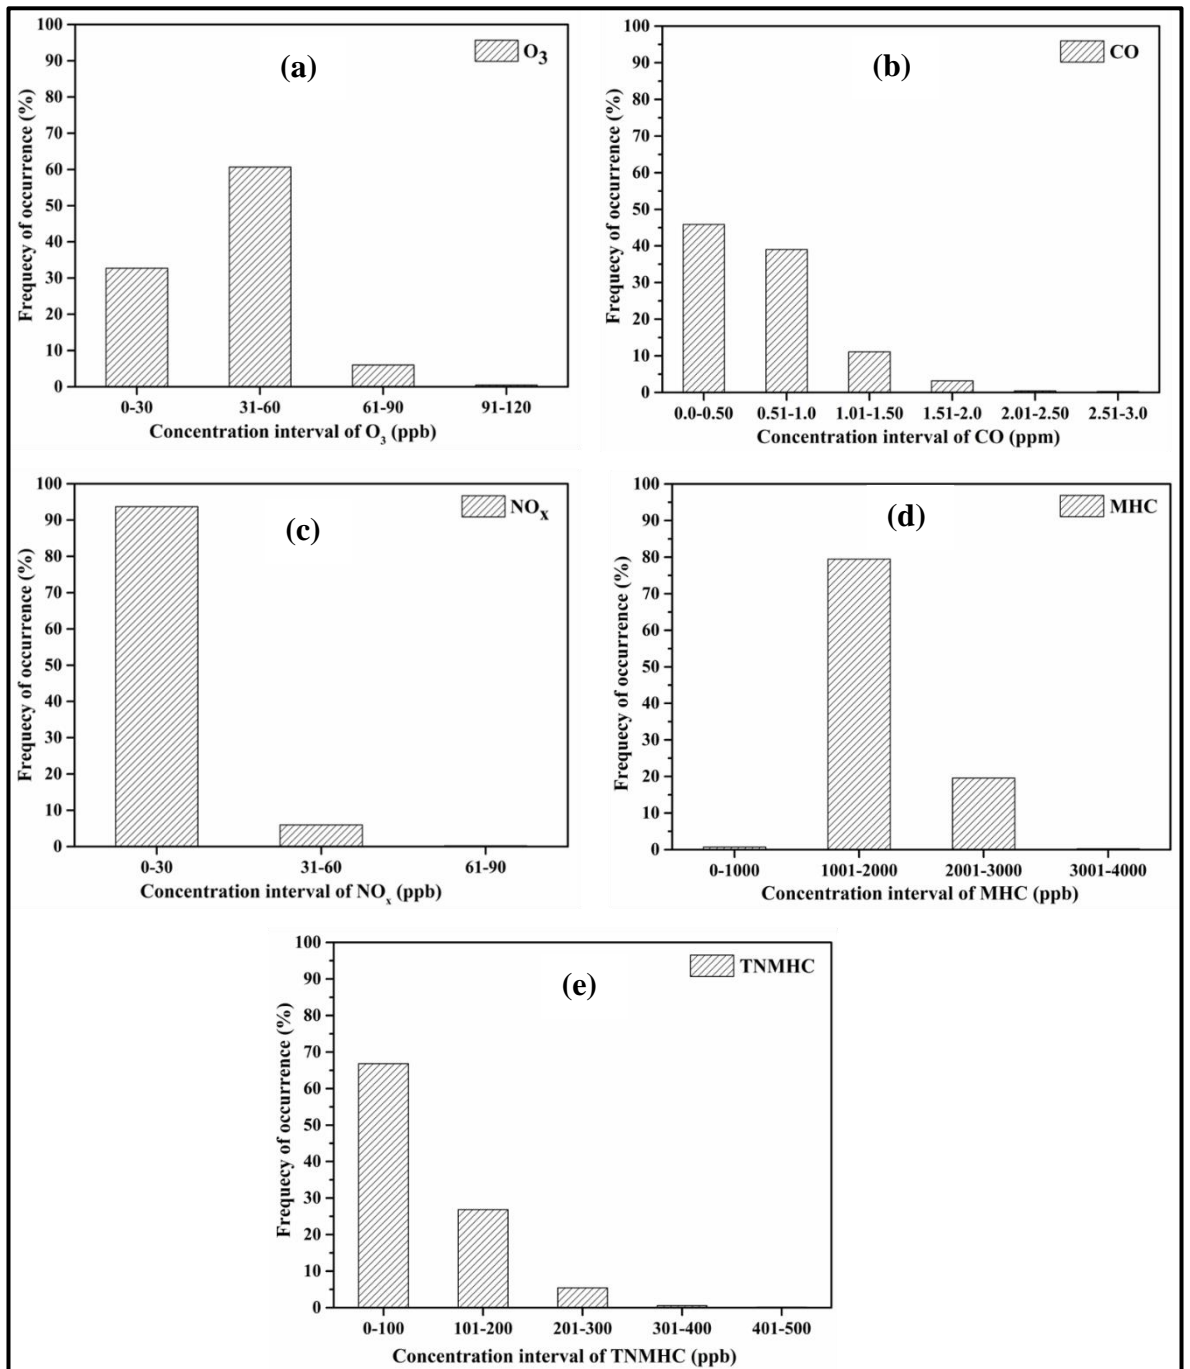 (a)
O3
100
90
80
70
60
50
40
30
20
10
0
Frequecy of occurrence (%)
0-30 31-60 61-90 91-120
Concentration interval of O3 (ppb)
(b)
CO
100
90
80
70
60
50
40
30
20
10
0
Frequecy of occurrence (%)
0.0-0.50 0.51-1.0 1.01-1.50 1.51-2.0 2.01-2.50 2.51-3.0
Concentration interval of CO (ppm)
(c)
NOx
100
90
80
70
60
50
40
30
20
10
0
Frequecy of occurrence (%)
0-30 31-60 61-90
Concentration interval of NOx (ppb)
(d)
MHC
100
90
80
70
60
50
40
30
20
10
0
Frequecy of occurrence (%)
0-1000 1001-2000 2001-3000 3001-4000
Concentration interval of MHC (ppb)
(e)
TNMHC
100
90
80
70
60
50
40
30
20
10
0
Frequecy of occurrence (%)
0-100 101-200 201-300 301-400 401-500
Concentration interval of TNMHC (ppb)